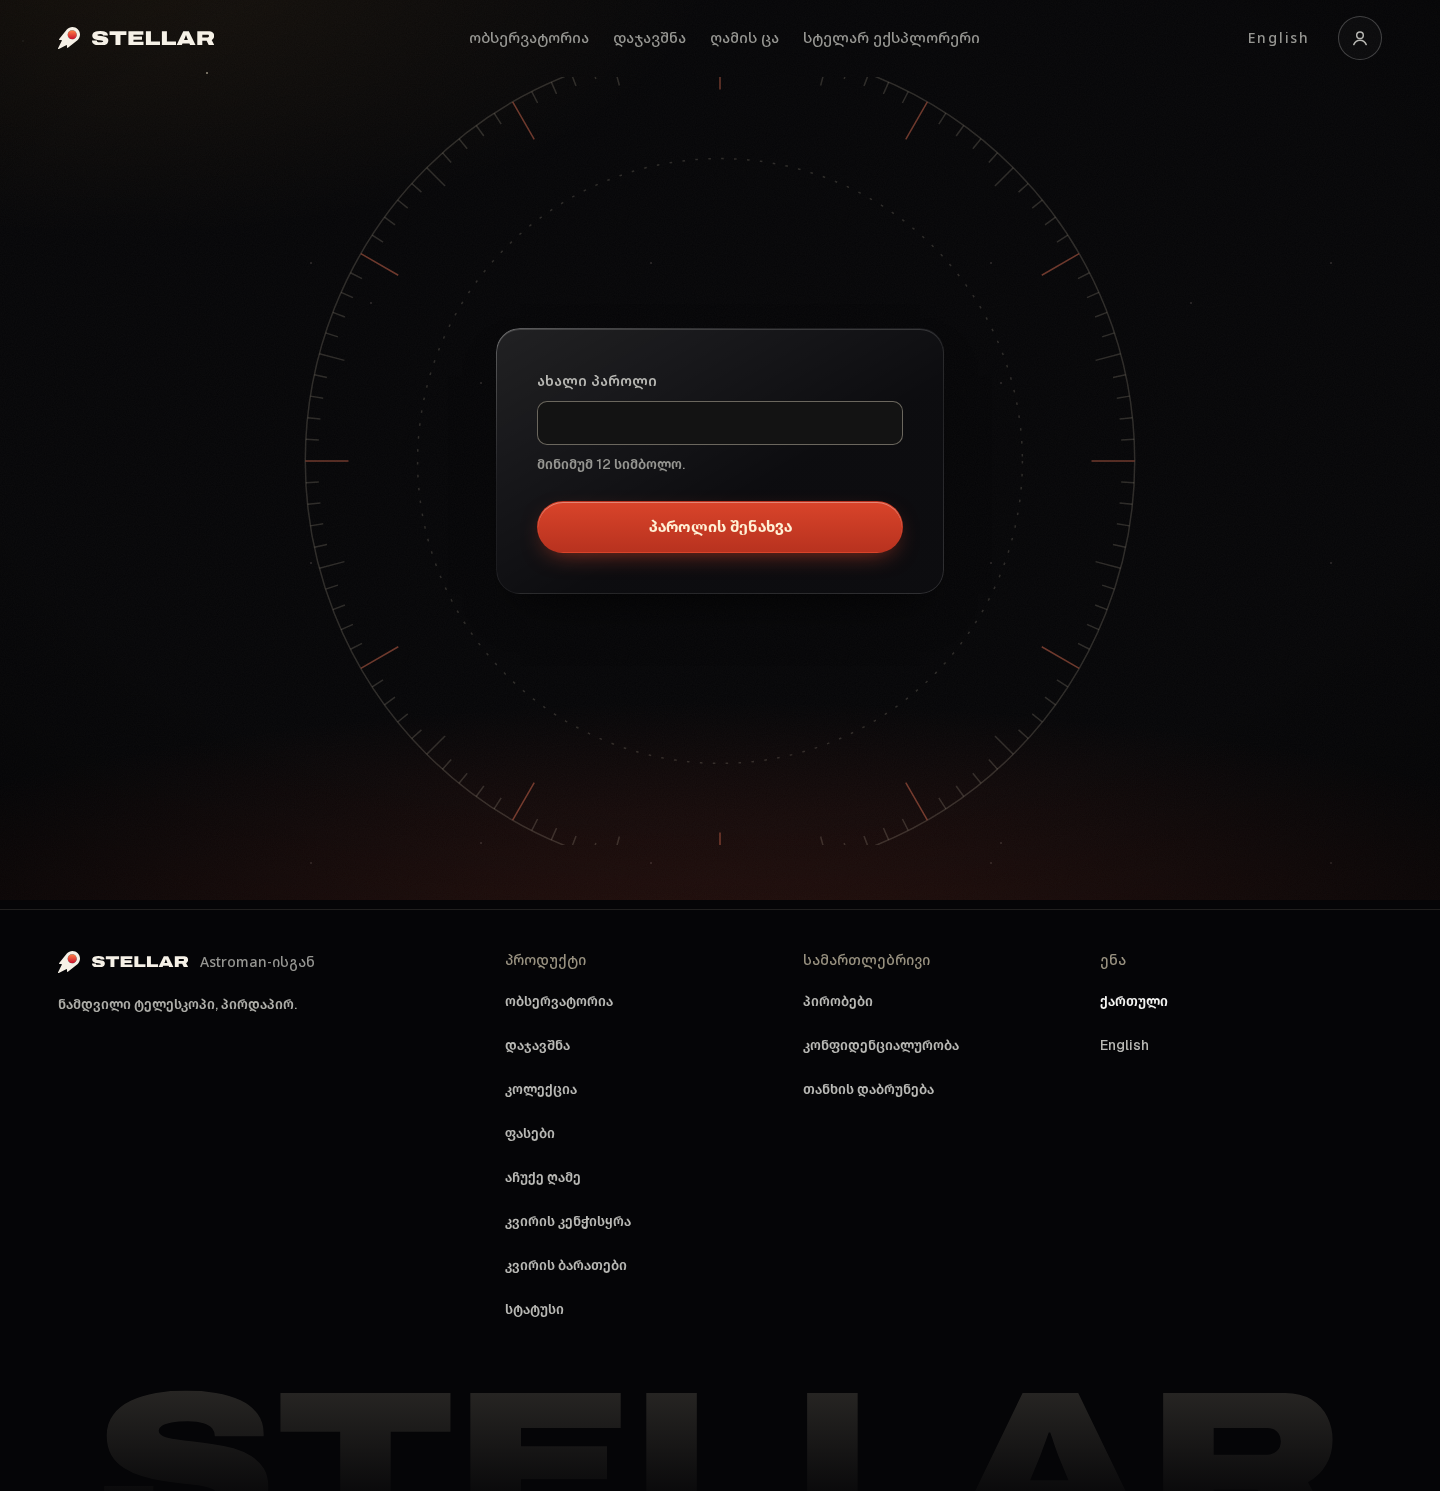 STELLAR
ობსერვატორია
დაჯავშნა
ღამის ცა
სტელარ ექსპლორერი
English
ახალი პაროლი
მინიმუმ 12 სიმბოლო.
პაროლის შენახვა
STELLAR Astroman-ისგან
ნამდვილი ტელესკოპი, პირდაპირ.
პროდუქტი
ობსერვატორია
დაჯავშნა
კოლექცია
ფასები
აჩუქე ღამე
კვირის კენჭისყრა
კვირის ბარათები
სტატუსი
სამართლებრივი
პირობები
კონფიდენციალურობა
თანხის დაბრუნება
ენა
ქართული
English
STELLAR